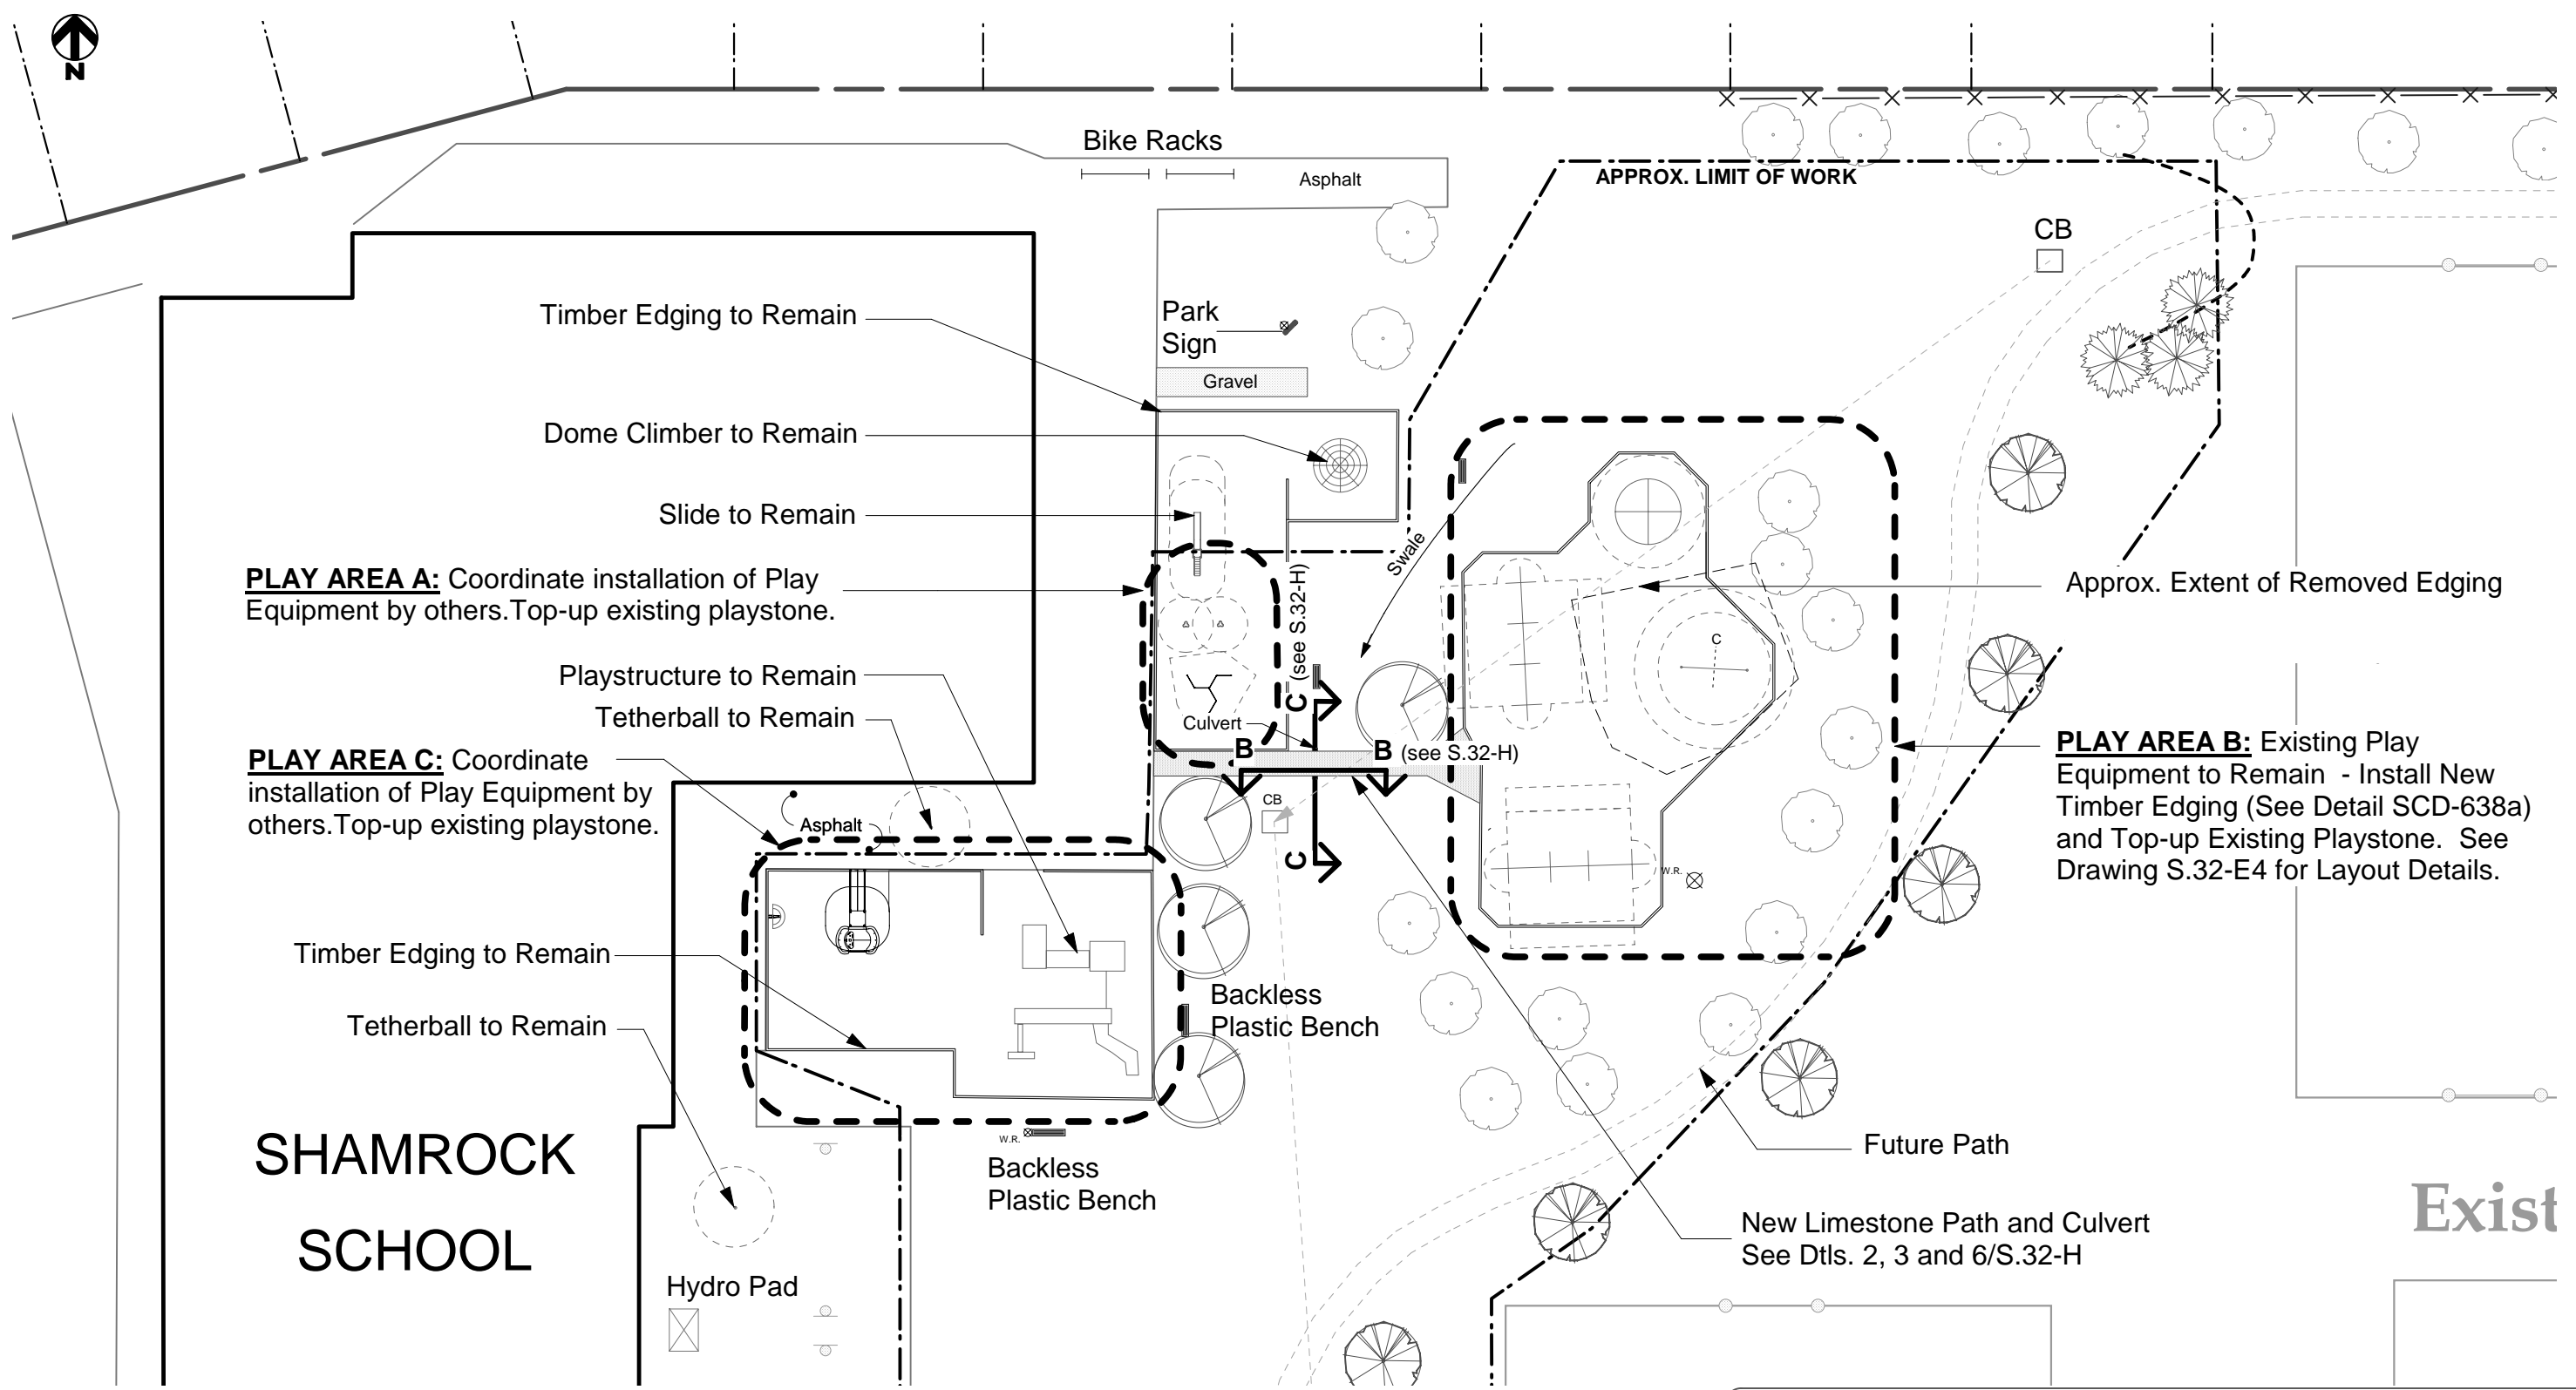 N
Bike Racks
Asphalt
APPROX. LIMIT OF WORK
CB
Timber Edging to Remain
Park
Sign
Gravel
Dome Climber to Remain
Slide to Remain
Swale
PLAY AREA A: Coordinate installation of Play
Equipment by others.Top-up existing playstone.
C (see S.32-H)
Approx. Extent of Removed Edging
C
Playstructure to Remain
Tetherball to Remain
Culvert
B
B (see S.32-H)
PLAY AREA C: Coordinate
installation of Play Equipment by
others.Top-up existing playstone.
PLAY AREA B: Existing Play
Equipment to Remain - Install New
Timber Edging (See Detail SCD-638a)
and Top-up Existing Playstone. See
Drawing S.32-E4 for Layout Details.
CB
Asphalt
C
W.R.
Timber Edging to Remain
Backless
Plastic Bench
Tetherball to Remain
W.R.
Backless
Plastic Bench
SHAMROCK
SCHOOL
Future Path
New Limestone Path and Culvert
See Dtls. 2, 3 and 6/S.32-H
Exist
Hydro Pad